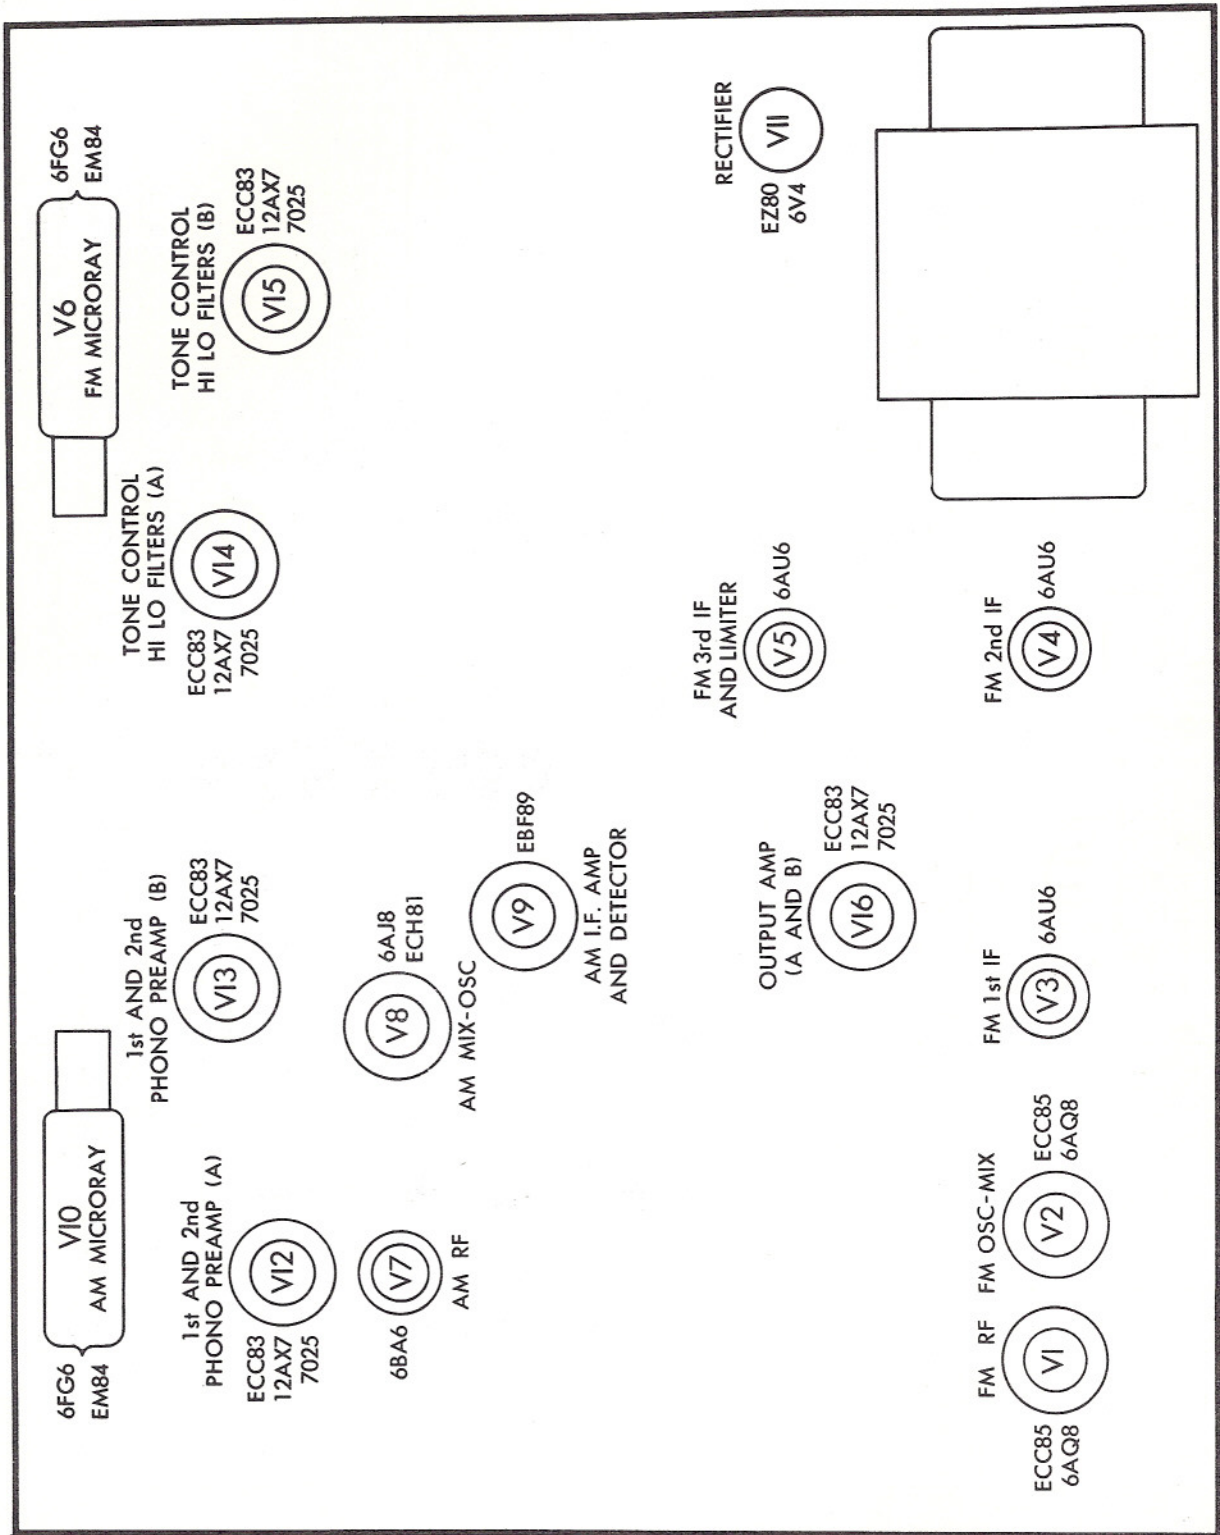 6FG6
EM84
V10
AM MICRORAY
V6
FM MICRORAY
6FG6
EM84
1st AND 2nd
PHONO PREAMP (A)
ECC83
12AX7
7025
V12
1st AND 2nd
PHONO PREAMP (B)
V13
ECC83
12AX7
7025
TONE CONTROL
HI LO FILTERS (A)
ECC83
12AX7
7025
V14
TONE CONTROL
HI LO FILTERS (B)
V15
ECC83
12AX7
7025
6BA6
V7
AM RF
V8
6AJ8
ECH81
AM MIX-OSC
V9
EBF89
AM I.F. AMP
AND DETECTOR
OUTPUT AMP
(A AND B)
V16
ECC83
12AX7
7025
FM 3rd IF
AND LIMITER
V5
6AU6
RECTIFIER
EZ80
6V4
V11
FM RF
ECC85
6AQ8
V1
FM OSC-MIX
V2
ECC85
6AQ8
FM 1st IF
V3
6AU6
FM 2nd IF
V4
6AU6